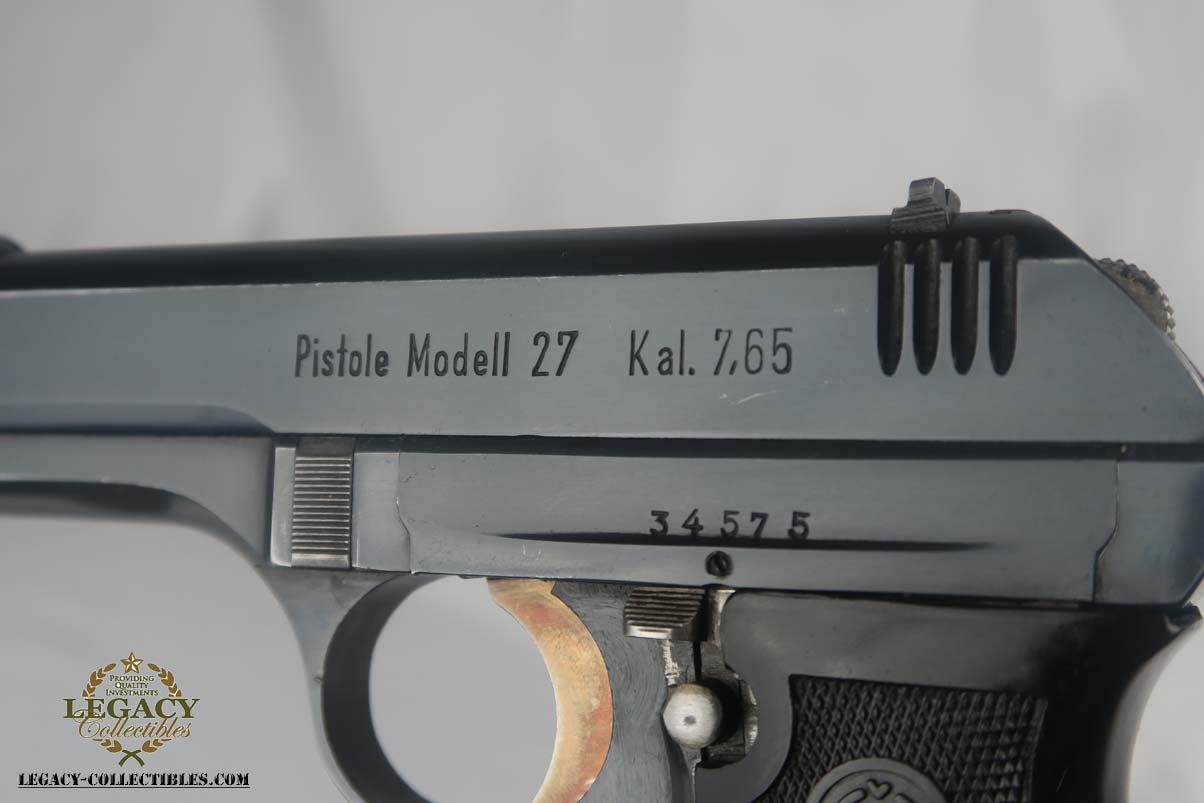 Pistole Modell 27 Kal. 7,65
34575
PROVIDING
QUALITY
INVESTMENTS
LEGACY
Collectibles
LEGACY-COLLECTIBLES.COM